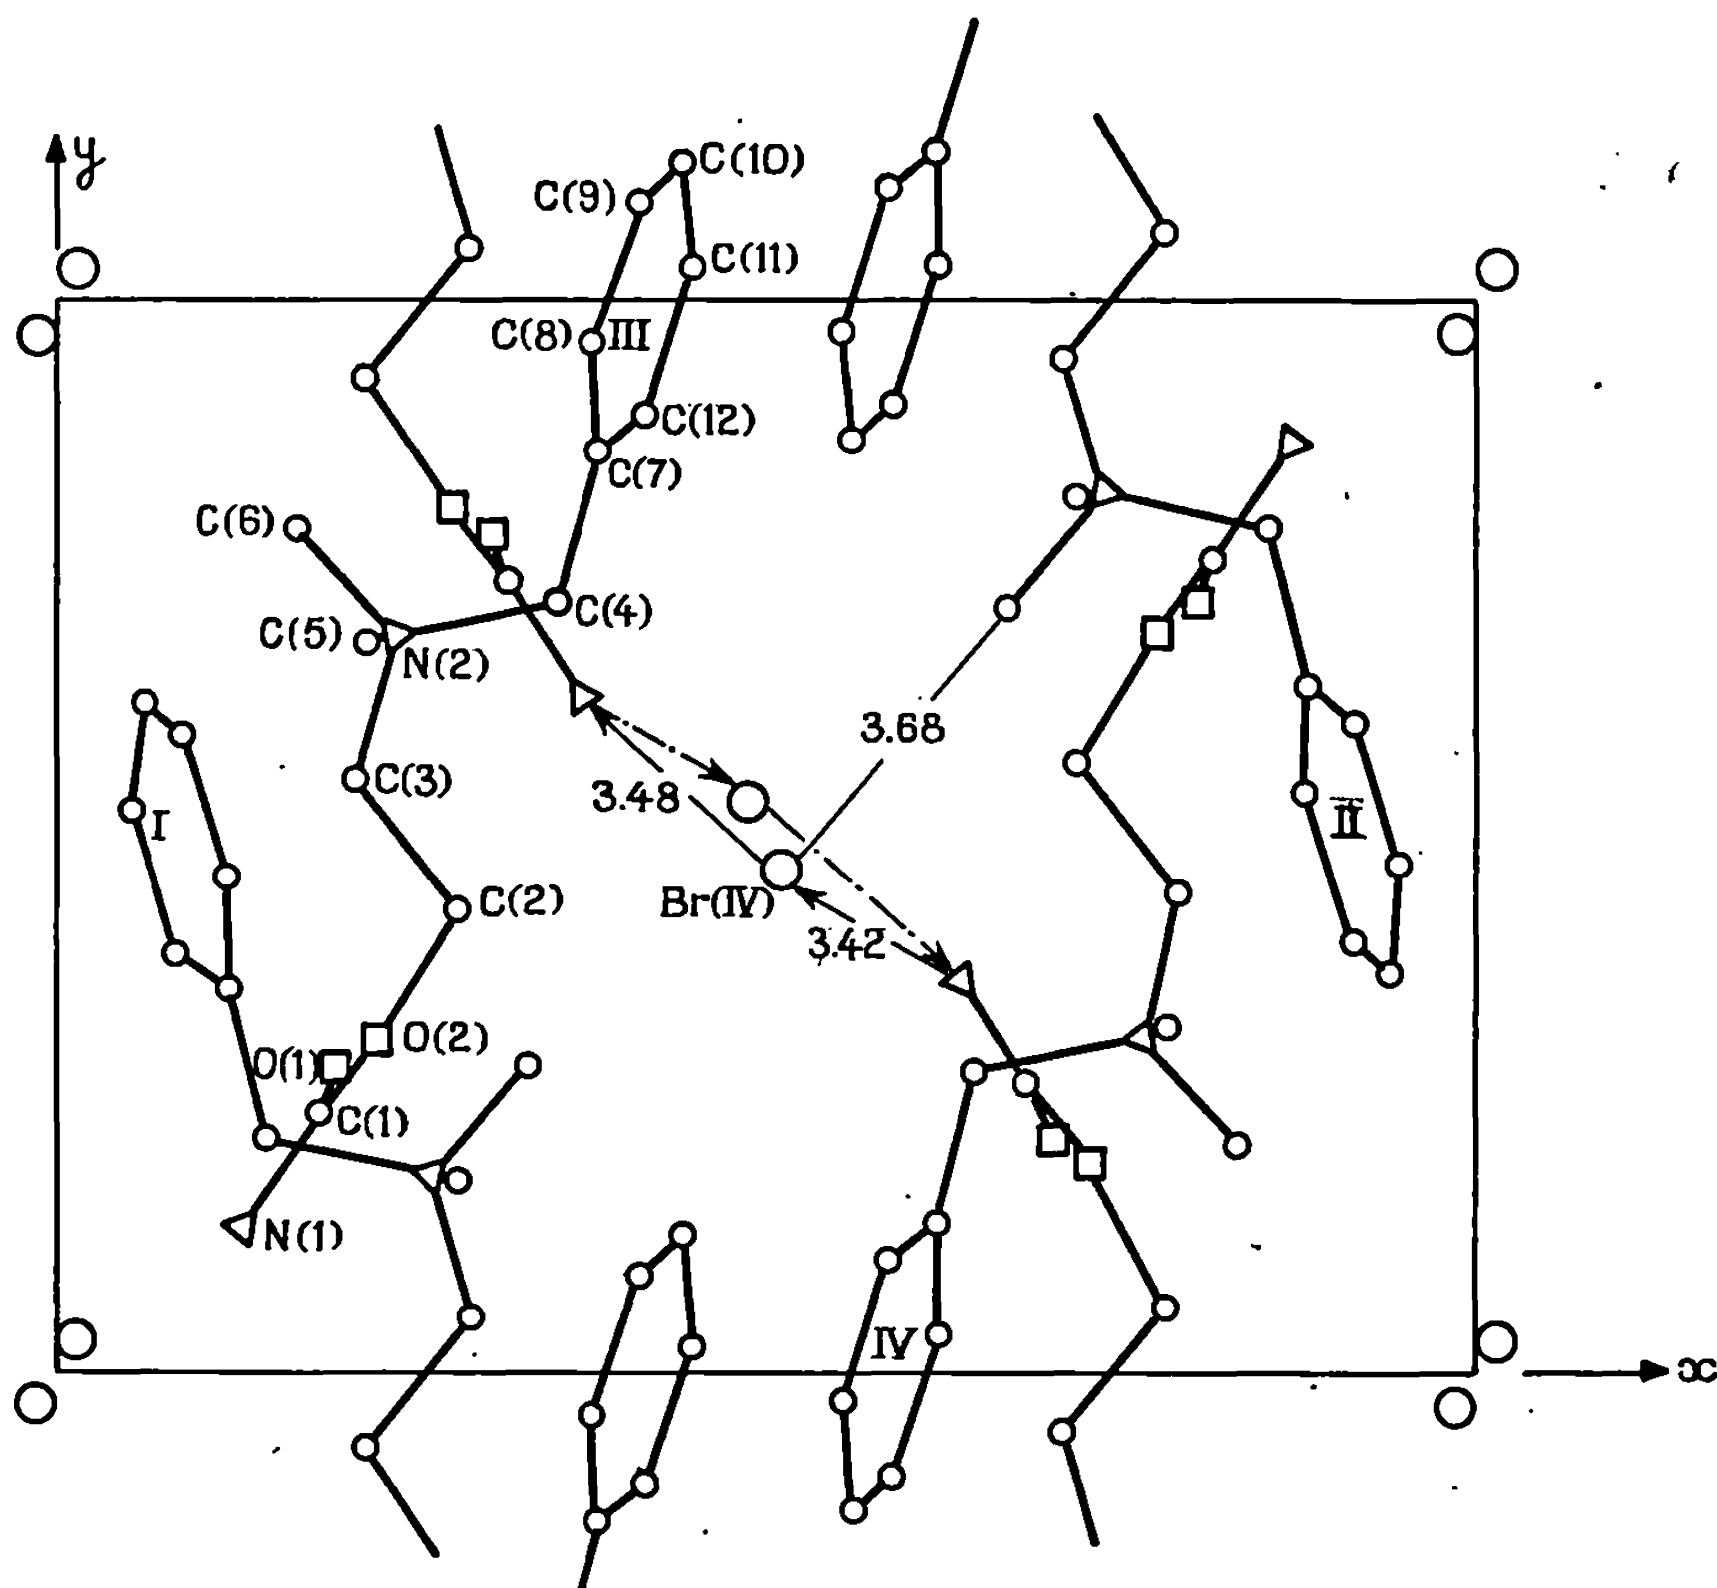 y
C(10)
C(9)
C(11)
C(8)
III
C(12)
C(7)
C(6)
C(4)
C(5)
N(2)
3.68
C(3)
3.48
I
II
C(2)
Br(IV)
3.42
O(2)
O(1)
C(1)
N(1)
IV
x